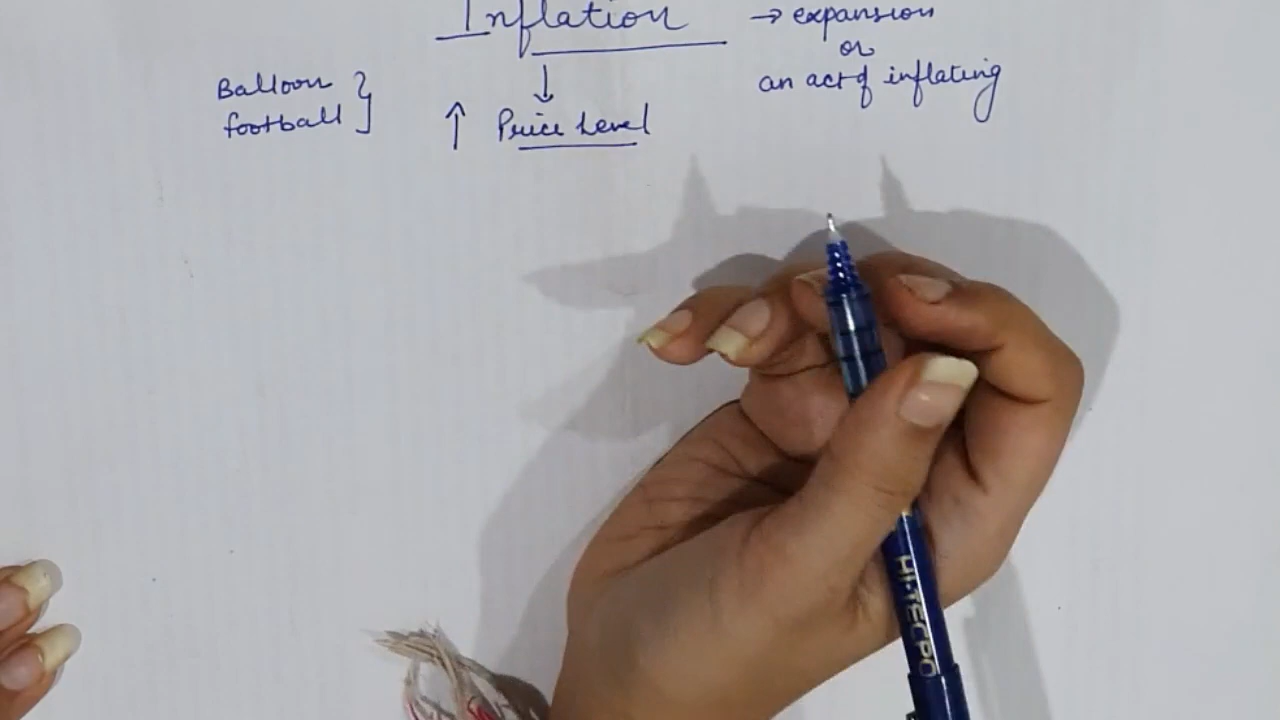 Inflation → expansion
or
an act of inflating
Balloon }
football
↓
↑ Price Level
HI-TECPO